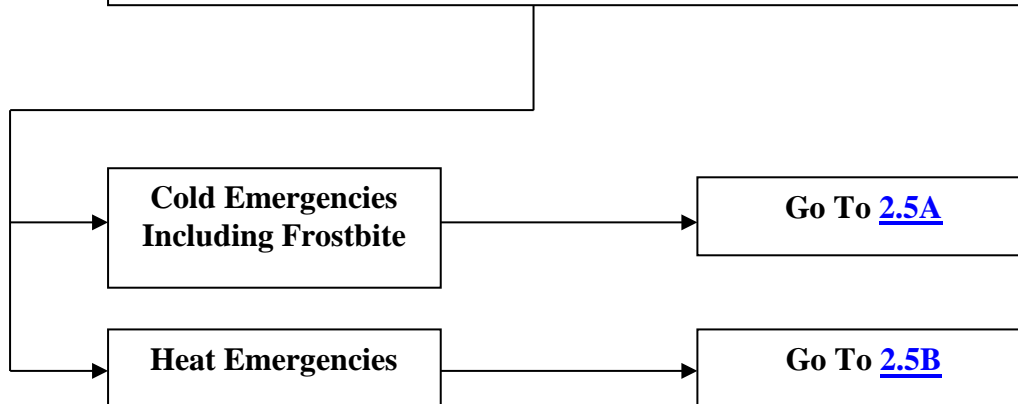 Cold Emergencies
Including Frostbite
Go To 2.5A
Heat Emergencies
Go To 2.5B